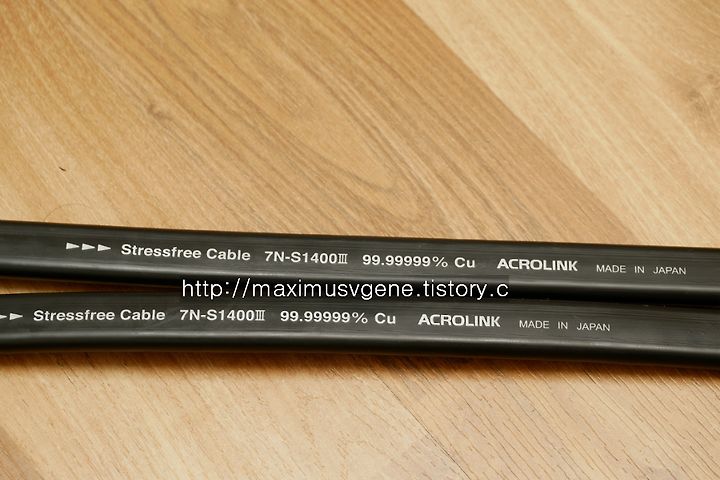 ►►► Stressfree Cable 7N-S1400Ⅲ 99.99999% Cu ACROLINK MADE IN JAPAN
http://maximusvgene.tistory.c
►► Stressfree Cable 7N-S1400Ⅲ 99.99999% Cu ACROLINK MADE IN JAPAN